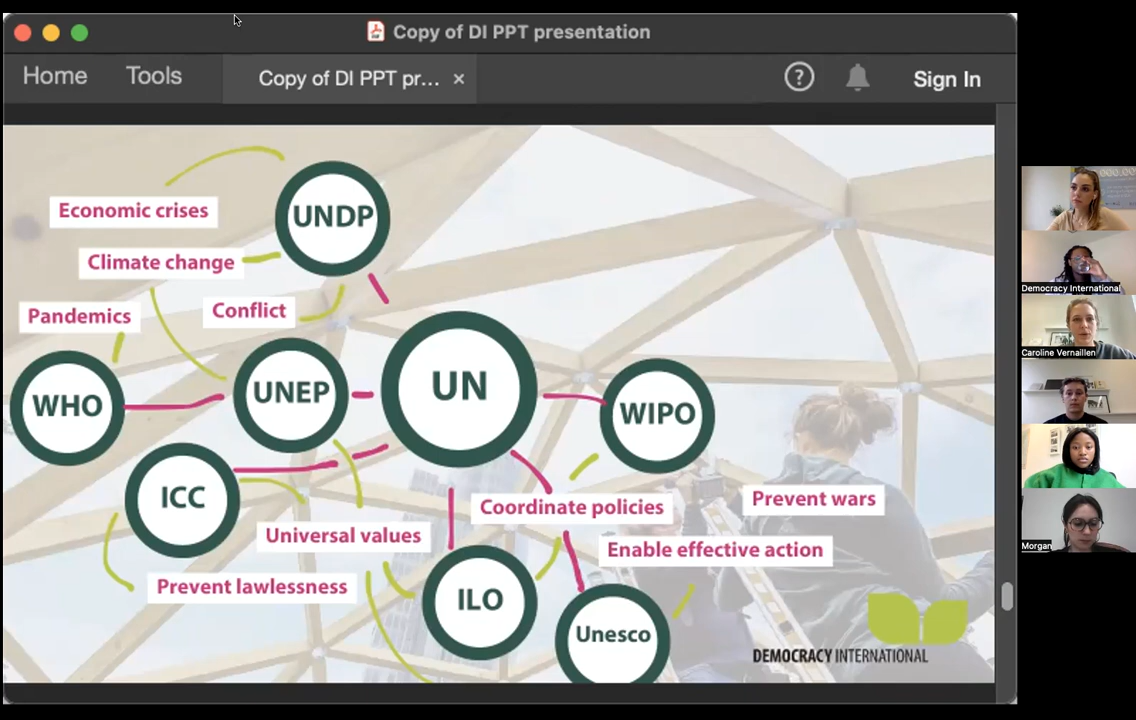 Copy of DI PPT presentation
Home Tools Copy of DI PPT pr... × ? Sign In
UNDP
Economic crises
Climate change
Conflict
Pandemics
WHO
UNEP
UN
WIPO
ICC
Coordinate policies
Prevent wars
Universal values
Enable effective action
Prevent lawlessness
ILO
Unesco
DEMOCRACY INTERNATIONAL
Democracy International
Caroline Vernaillen
Morgan